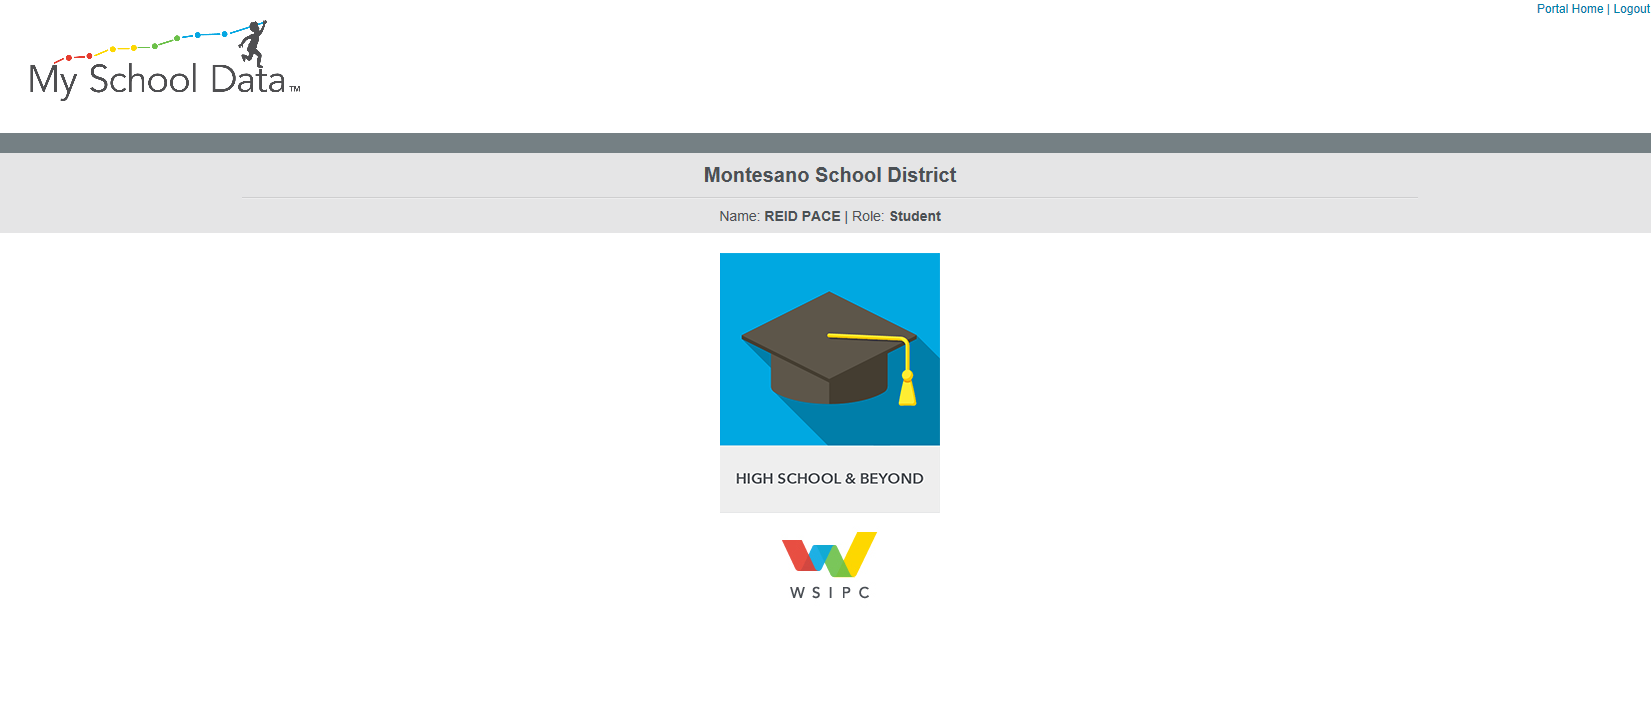 Portal Home | Logout
My School Data™
Montesano School District
Name: REID PACE | Role: Student
HIGH SCHOOL & BEYOND
WSIPC